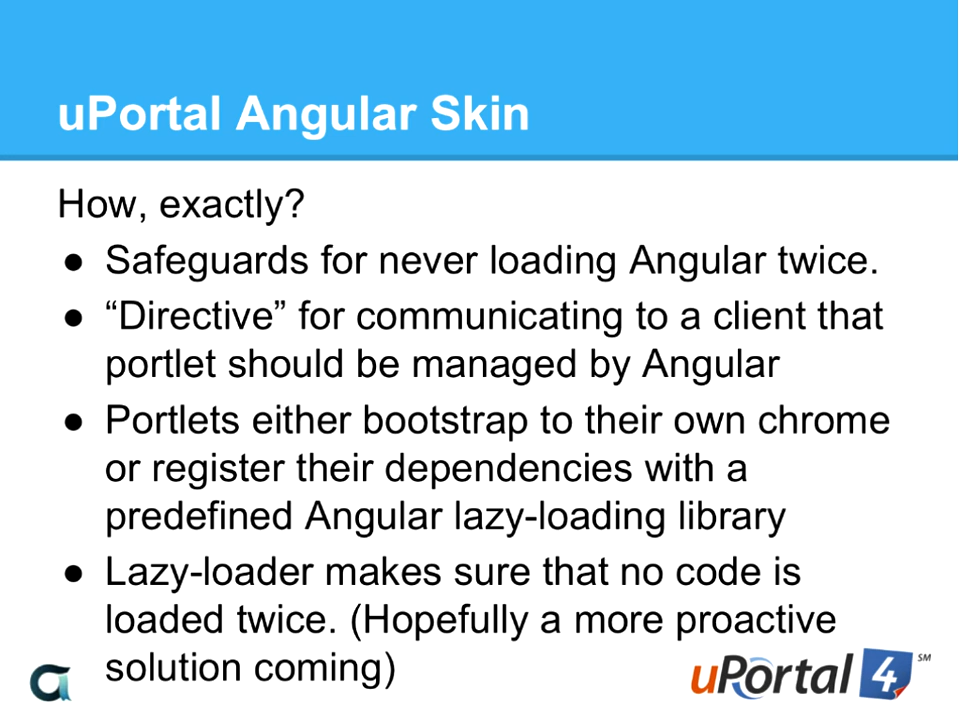 uPortal Angular Skin
How, exactly?
● Safeguards for never loading Angular twice.
● “Directive” for communicating to a client that
portlet should be managed by Angular
● Portlets either bootstrap to their own chrome
or register their dependencies with a
predefined Angular lazy-loading library
● Lazy-loader makes sure that no code is
loaded twice. (Hopefully a more proactive
solution coming)
uPortal 4 SM